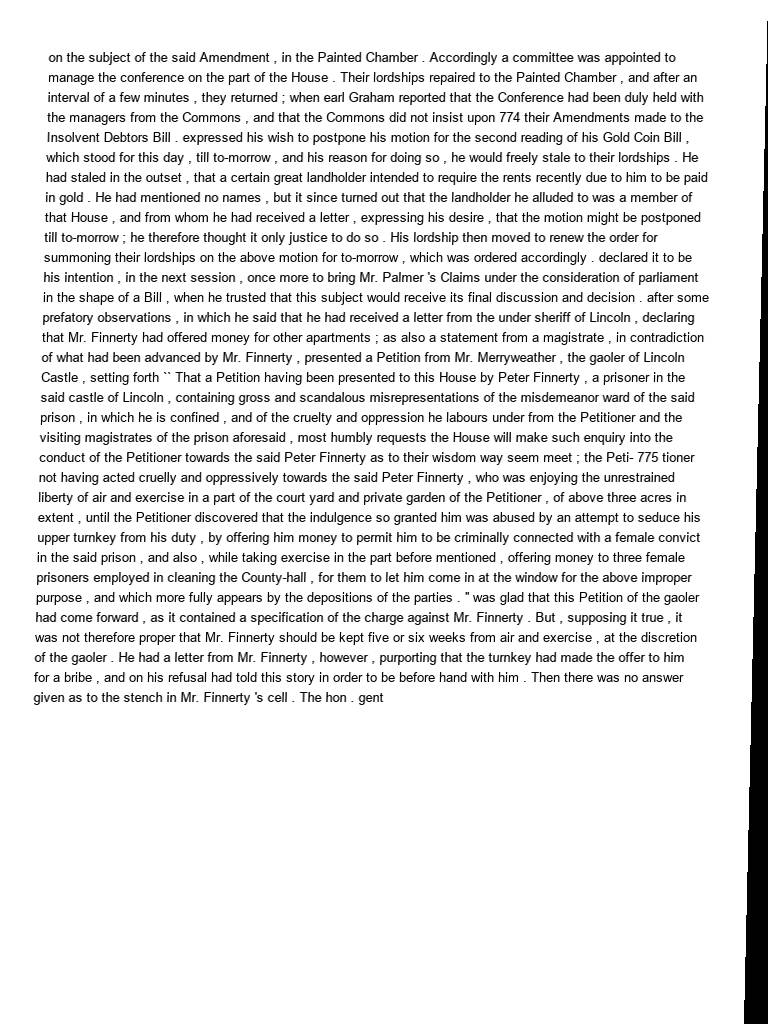 on the subject of the said Amendment , in the Painted Chamber . Accordingly a committee was appointed to
manage the conference on the part of the House . Their lordships repaired to the Painted Chamber , and after an
interval of a few minutes , they returned ; when earl Graham reported that the Conference had been duly held with
the managers from the Commons , and that the Commons did not insist upon 774 their Amendments made to the
Insolvent Debtors Bill . expressed his wish to postpone his motion for the second reading of his Gold Coin Bill ,
which stood for this day , till to-morrow , and his reason for doing so , he would freely stale to their lordships . He
had staled in the outset , that a certain great landholder intended to require the rents recently due to him to be paid
in gold . He had mentioned no names , but it since turned out that the landholder he alluded to was a member of
that House , and from whom he had received a letter , expressing his desire , that the motion might be postponed
till to-morrow ; he therefore thought it only justice to do so . His lordship then moved to renew the order for
summoning their lordships on the above motion for to-morrow , which was ordered accordingly . declared it to be
his intention , in the next session , once more to bring Mr. Palmer 's Claims under the consideration of parliament
in the shape of a Bill , when he trusted that this subject would receive its final discussion and decision . after some
prefatory observations , in which he said that he had received a letter from the under sheriff of Lincoln , declaring
that Mr. Finnerty had offered money for other apartments ; as also a statement from a magistrate , in contradiction
of what had been advanced by Mr. Finnerty , presented a Petition from Mr. Merryweather , the gaoler of Lincoln
Castle , setting forth `` That a Petition having been presented to this House by Peter Finnerty , a prisoner in the
said castle of Lincoln , containing gross and scandalous misrepresentations of the misdemeanor ward of the said
prison , in which he is confined , and of the cruelty and oppression he labours under from the Petitioner and the
visiting magistrates of the prison aforesaid , most humbly requests the House will make such enquiry into the
conduct of the Petitioner towards the said Peter Finnerty as to their wisdom way seem meet ; the Peti- 775 tioner
not having acted cruelly and oppressively towards the said Peter Finnerty , who was enjoying the unrestrained
liberty of air and exercise in a part of the court yard and private garden of the Petitioner , of above three acres in
extent , until the Petitioner discovered that the indulgence so granted him was abused by an attempt to seduce his
upper turnkey from his duty , by offering him money to permit him to be criminally connected with a female convict
in the said prison , and also , while taking exercise in the part before mentioned , offering money to three female
prisoners employed in cleaning the County-hall , for them to let him come in at the window for the above improper
purpose , and which more fully appears by the depositions of the parties . " was glad that this Petition of the gaoler
had come forward , as it contained a specification of the charge against Mr. Finnerty . But , supposing it true , it
was not therefore proper that Mr. Finnerty should be kept five or six weeks from air and exercise , at the discretion
of the gaoler . He had a letter from Mr. Finnerty , however , purporting that the turnkey had made the offer to him
for a bribe , and on his refusal had told this story in order to be before hand with him . Then there was no answer
given as to the stench in Mr. Finnerty 's cell . The hon . gent